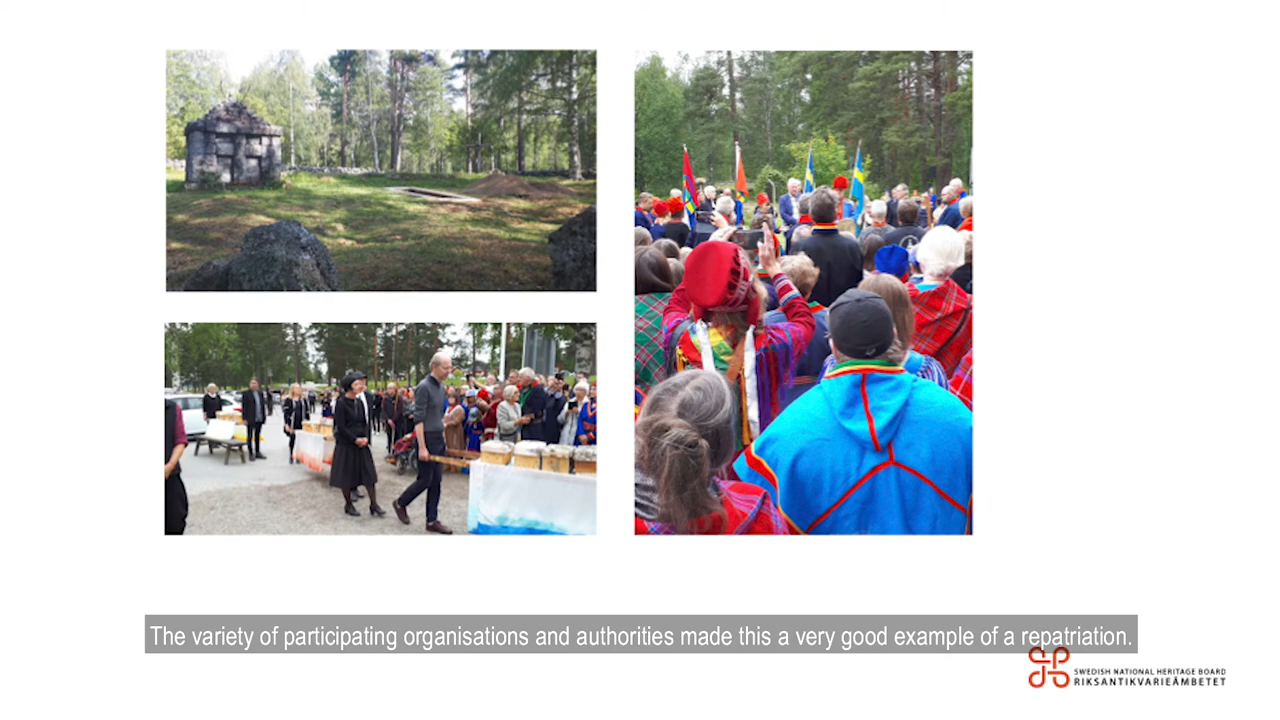 The variety of participating organisations and authorities made this a very good example of a repatriation.
SWEDISH NATIONAL HERITAGE BOARD
RIKSANTIKVARIEÄMBETET